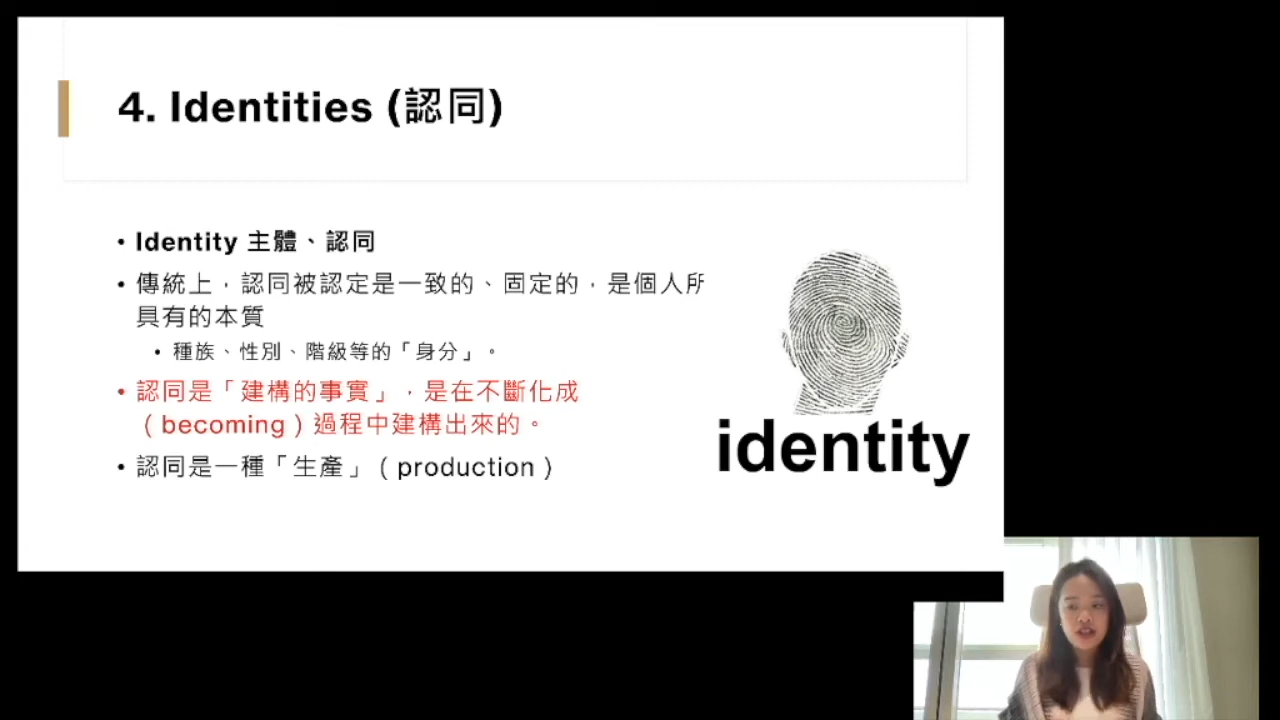 4. Identities (認同)
• Identity 主體、認同
• 傳統上，認同被認定是一致的、固定的，是個人所
具有的本質
• 種族、性別、階級等的「身分」。
• 認同是「建構的事實」，是在不斷化成
（becoming）過程中建構出來的。
• 認同是一種「生產」（production）
identity